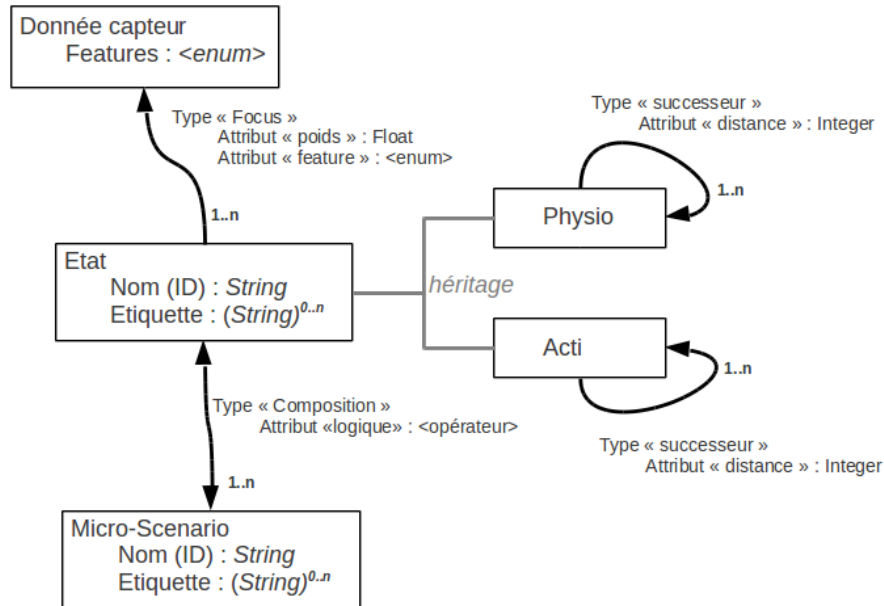 Donnée capteur
Features : <enum>
Type « Focus »
Attribut « poids » : Float
Attribut « feature » : <enum>
1..n
Type « successeur »
Attribut « distance » : Integer
1..n
Physio
Etat
Nom (ID) : String
Etiquette : (String)0..n
héritage
Acti
1..n
Type « Composition »
Attribut «logique» : <opérateur>
Type « successeur »
Attribut « distance » : Integer
1..n
Micro-Scenario
Nom (ID) : String
Etiquette : (String)0..n